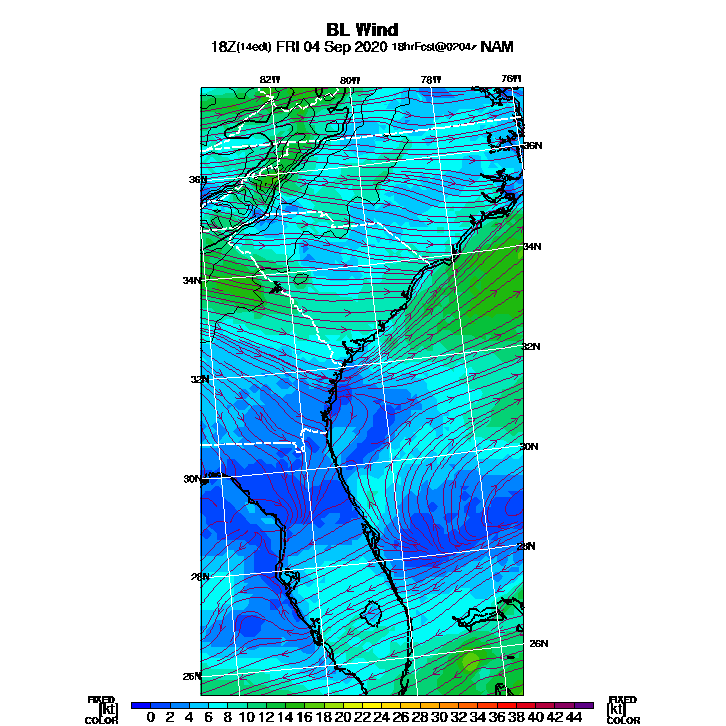 BL Wind
18Z(14edt) FRI 04 Sep 2020 18hrFcst@0204z NAM
82W 80W 78W 76W
36N 36N
34N 34N
32N 32N
30N 30N
28N 28N
26N 26N
FIXED FIXED
[kt] 0 2 4 6 8 10 12 14 16 18 20 22 24 26 28 30 32 34 36 38 40 42 44 [kt]
COLOR COLOR